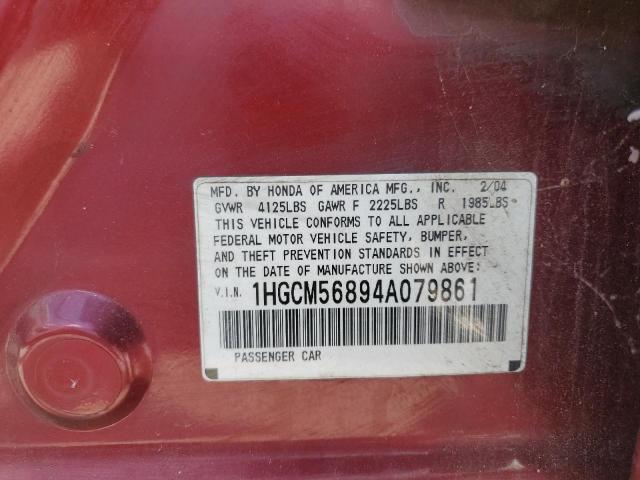 MFD. BY HONDA OF AMERICA MFG., INC. 2/04
GVWR 4125LBS GAWR F 2225LBS R 1985LBS
THIS VEHICLE CONFORMS TO ALL APPLICABLE
FEDERAL MOTOR VEHICLE SAFETY, BUMPER,
AND THEFT PREVENTION STANDARDS IN EFFECT
ON THE DATE OF MANUFACTURE SHOWN ABOVE:
V.I.N. 1HGCM56894A079861
PASSENGER CAR